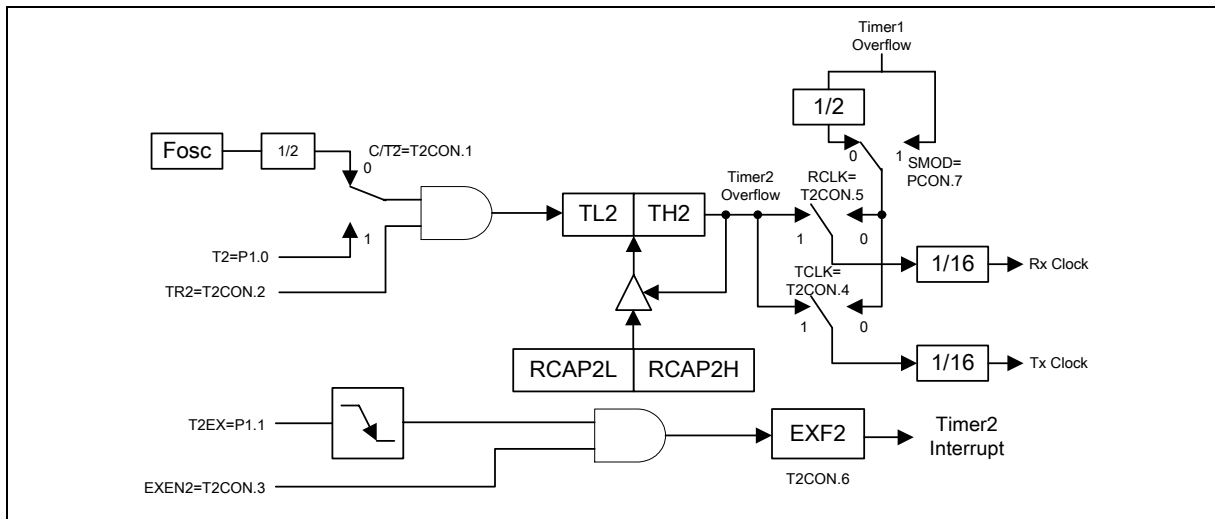 Timer1
Overflow
1/2
Fosc
1/2
C/T2=T2CON.1
0
0
1
SMOD=
PCON.7
Timer2
Overflow
RCLK=
T2CON.5
TL2
TH2
1
T2=P1.0
1
0
TR2=T2CON.2
TCLK=
T2CON.4
1/16
Rx Clock
1
0
RCAP2L
RCAP2H
1/16
Tx Clock
T2EX=P1.1
EXF2
Timer2
Interrupt
EXEN2=T2CON.3
T2CON.6